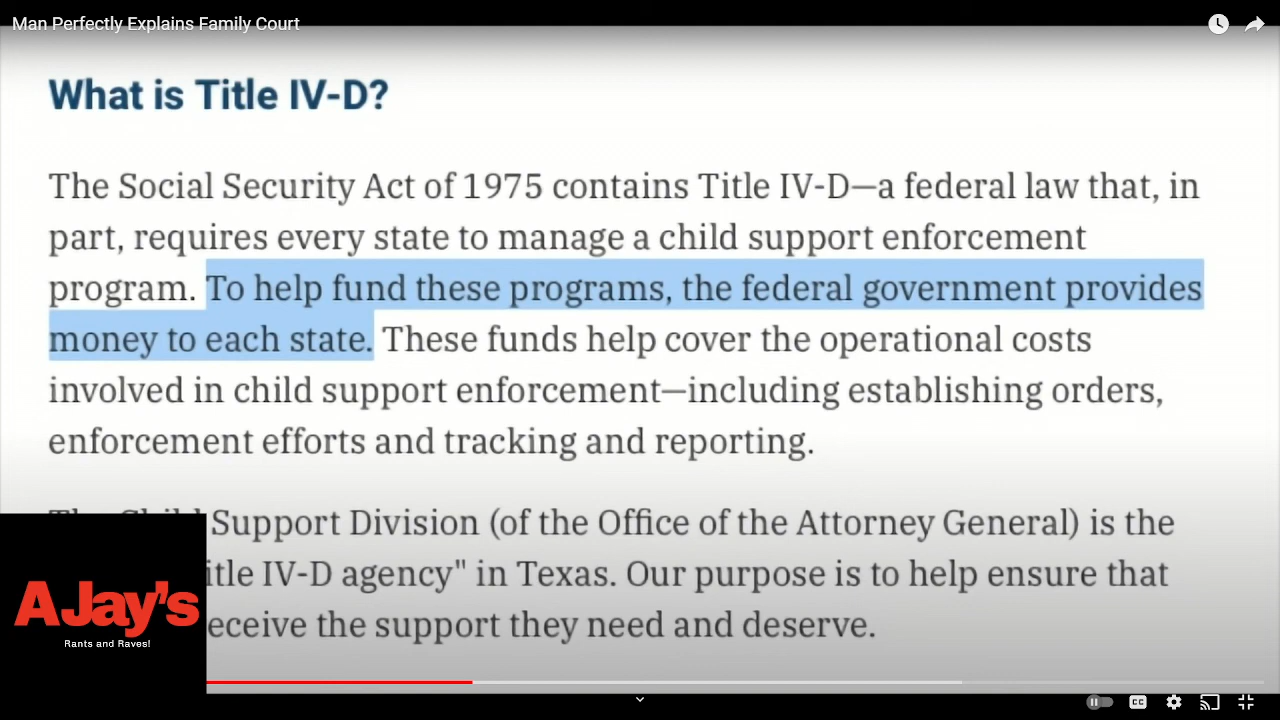 Man Perfectly Explains Family Court
What is Title IV-D?
The Social Security Act of 1975 contains Title IV-D—a federal law that, in
part, requires every state to manage a child support enforcement
program. To help fund these programs, the federal government provides
money to each state. These funds help cover the operational costs
involved in child support enforcement—including establishing orders,
enforcement efforts and tracking and reporting.
The Child Support Division (of the Office of the Attorney General) is the
itle IV-D agency" in Texas. Our purpose is to help ensure that
eceive the support they need and deserve.
AJay's
Rants and Raves!
CC